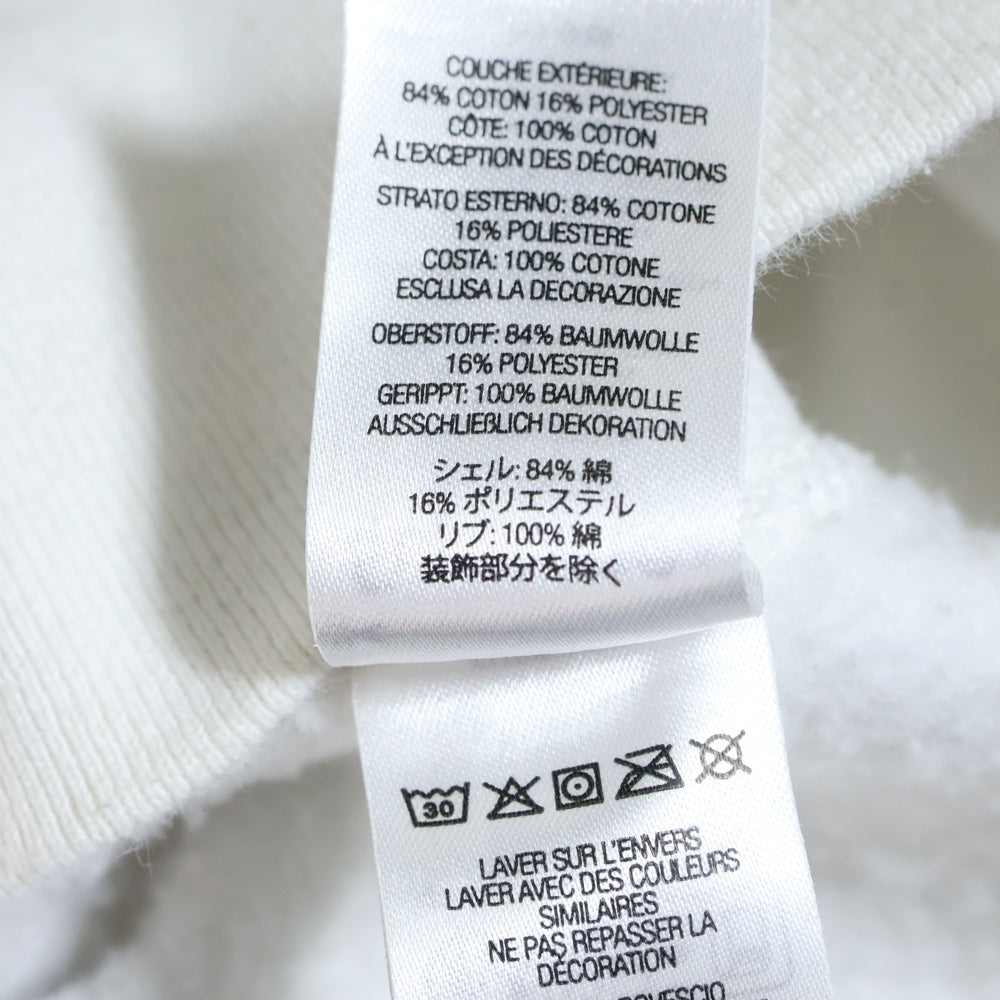 COUCHE EXTÉRIEURE:
84% COTON 16% POLYESTER
CÔTE: 100% COTON
À L'EXCEPTION DES DÉCORATIONS
STRATO ESTERNO: 84% COTONE
16% POLIESTERE
COSTA: 100% COTONE
ESCLUSA LA DECORAZIONE
OBERSTOFF: 84% BAUMWOLLE
16% POLYESTER
GERIPPT: 100% BAUMWOLLE
AUSSCHLIEßLICH DEKORATION
シェル: 84% 綿
16% ポリエステル
リブ: 100% 綿
装飾部分を除く
30
LAVER SUR L'ENVERS
LAVER AVEC DES COULEURS
SIMILAIRES
NE PAS REPASSER LA
DÉCORATION
ROVESCIO